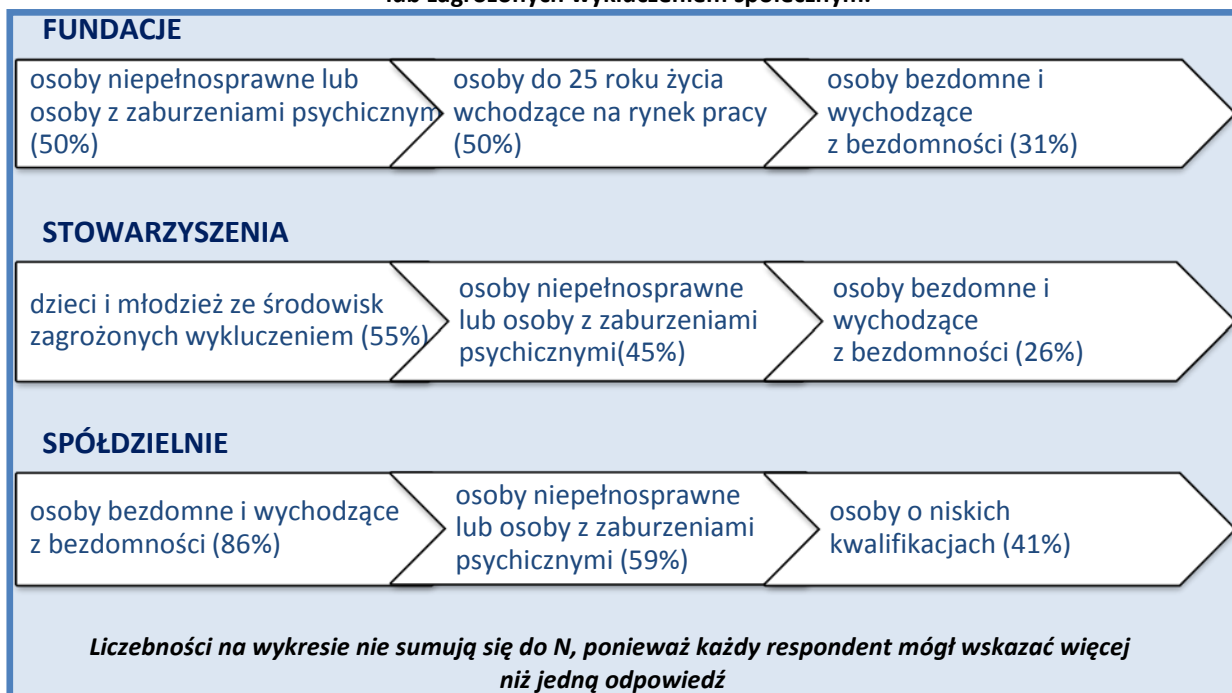 lub zagrożonych wykluczeniem społecznym.
FUNDACJE
osoby niepełnosprawne lub
osoby z zaburzeniami psychicznym
(50%)
osoby do 25 roku życia
wchodzące na rynek pracy
(50%)
osoby bezdomne i
wychodzące
z bezdomności (31%)
STOWARZYSZENIA
dzieci i młodzież ze środowisk
zagrożonych wykluczeniem (55%)
osoby niepełnosprawne
lub osoby z zaburzeniami
psychicznymi(45%)
osoby bezdomne i
wychodzące
z bezdomności (26%)
SPÓŁDZIELNIE
osoby bezdomne i wychodzące
z bezdomności (86%)
osoby niepełnosprawne
lub osoby z zaburzeniami
psychicznymi (59%)
osoby o niskich
kwalifikacjach (41%)
Liczebności na wykresie nie sumują się do N, ponieważ każdy respondent mógł wskazać więcej
niż jedną odpowiedź